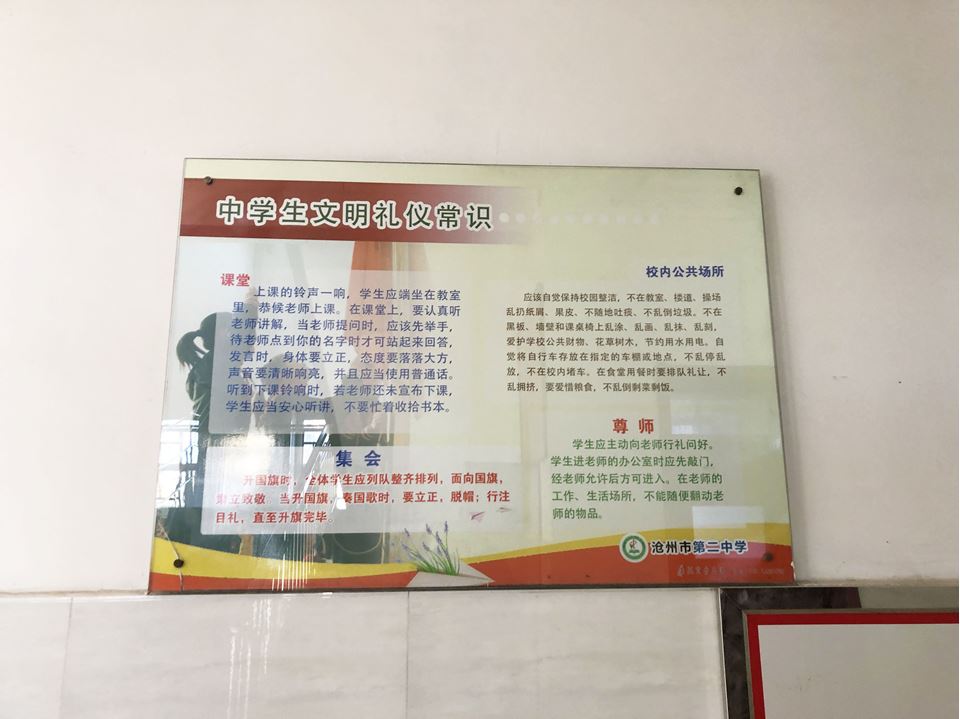 中学生文明礼仪常识
课堂
上课的铃声一响，学生应端坐在教室
里，恭候老师上课。在课堂上，要认真听
老师讲解，当老师提问时，应该先举手，
待老师点到你的名字时才可站起来回答，
发言时，身体要立正，态度要落落大方，
声音要清晰响亮，并且应当使用普通话。
听到下课铃响时，若老师还未宣布下课，
学生应当安心听讲，不要忙着收拾书本。
集会
升国旗时，全体学生应列队整齐排列，面向国旗，
肃立致敬。当升国旗，奏国歌时，要立正，脱帽；行注
目礼，直至升旗完毕。
校内公共场所
应该自觉保持校园整洁，不在教室、楼道、操场
乱扔纸屑、果皮、不随地吐痰、不乱倒垃圾。不在
黑板、墙壁和课桌椅上乱涂、乱画、乱抹、乱刻，
爱护学校公共财物、花草树木，节约用水用电。自
觉将自行车存放在指定的车棚或地点，不乱停乱
放，不在校内堵车。在食堂用餐时要排队礼让，不
乱拥挤，要爱惜粮食，不乱倒剩菜剩饭。
尊师
学生应主动向老师行礼问好。
学生进老师的办公室时应先敲门，
经老师允许后方可进入。在老师的
工作、生活场所，不能随便翻动老
师的物品。
沧州市第二中学